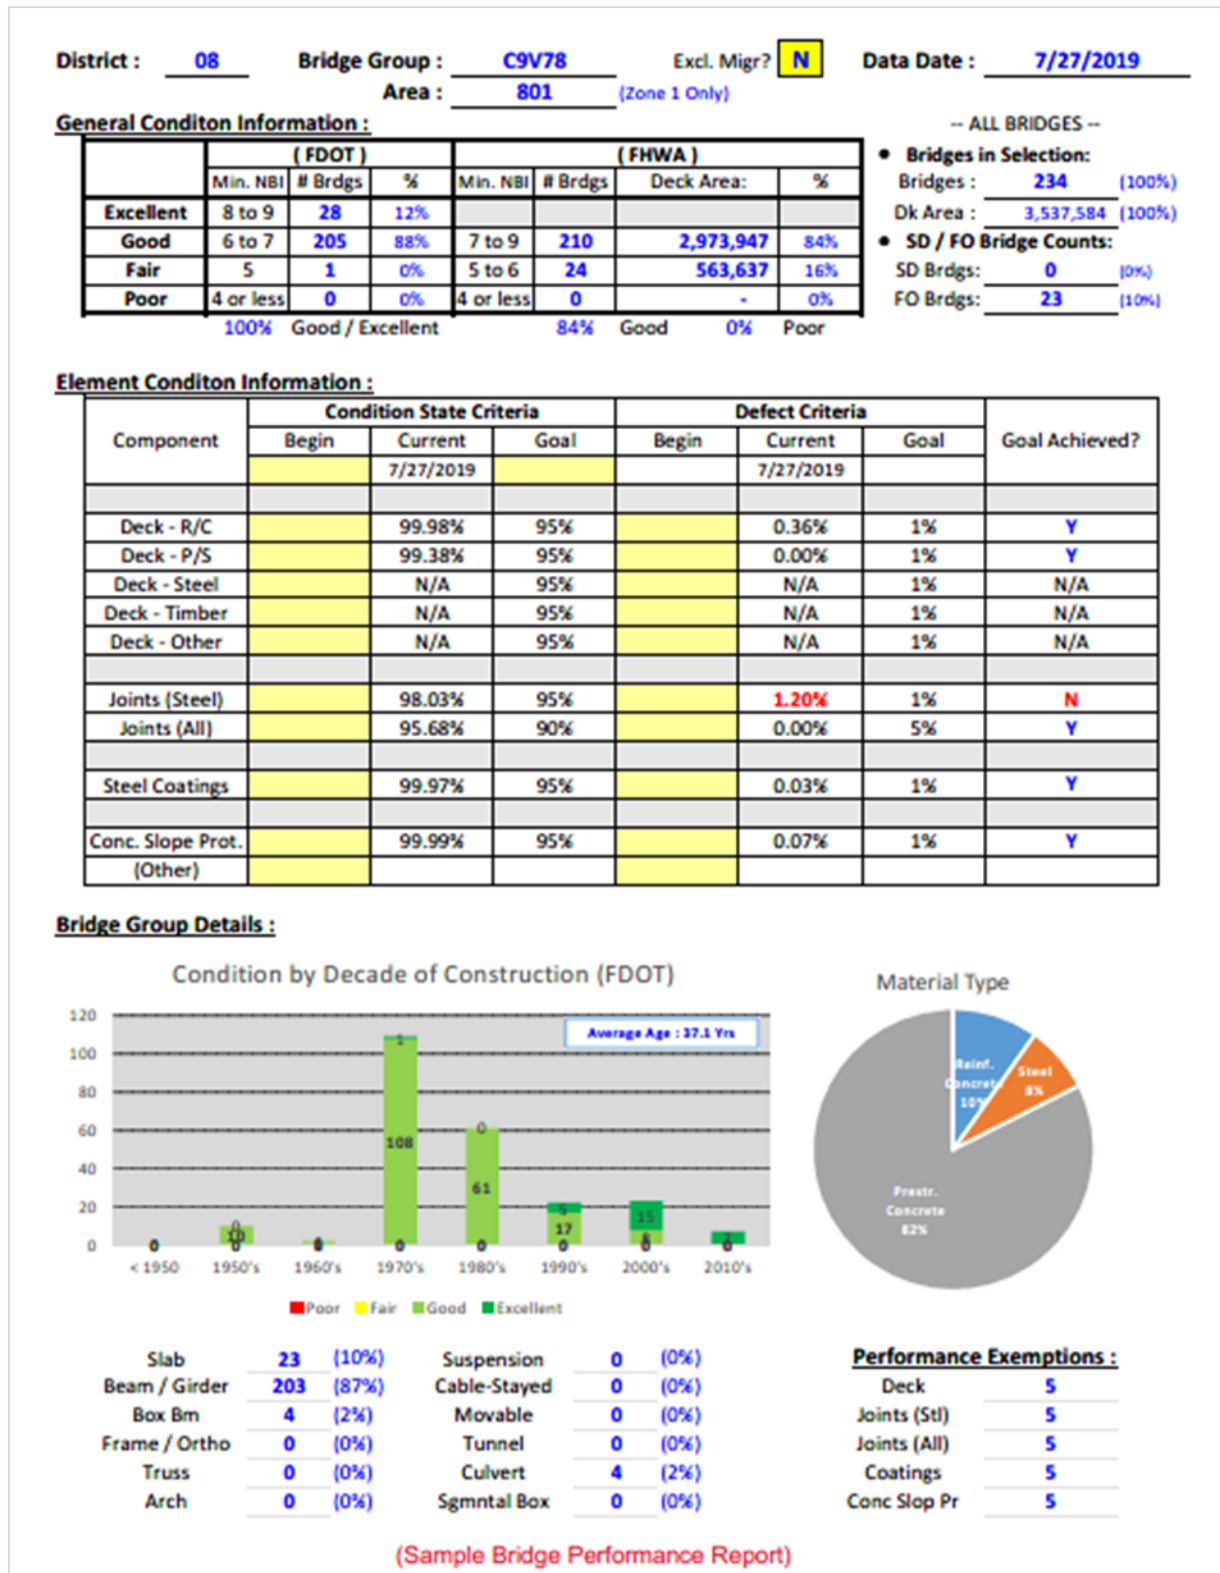 District : 08 Bridge Group : C9V78 Excl. Migr? N Data Date : 7/27/2019
Area : 801 (Zone 1 Only)
General Conditon Information : -- ALL BRIDGES --
( FDOT ) ( FHWA ) • Bridges in Selection:
Min. NBI # Brdgs % Min. NBI # Brdgs Deck Area: % Bridges : 234 (100%)
Excellent 8 to 9 28 12% Dk Area : 3,537,584 (100%)
Good 6 to 7 205 88% 7 to 9 210 2,973,947 84% • SD / FO Bridge Counts:
Fair 5 1 0% 5 to 6 24 563,637 16% SD Brdgs: 0 (0%)
Poor 4 or less 0 0% 4 or less 0 - 0% FO Brdgs: 23 (10%)
100% Good / Excellent 84% Good 0% Poor
Element Conditon Information :
Condition State Criteria Defect Criteria
Component Begin Current Goal Begin Current Goal Goal Achieved?
7/27/2019 7/27/2019
Deck - R/C 99.98% 95% 0.36% 1% Y
Deck - P/S 99.38% 95% 0.00% 1% Y
Deck - Steel N/A 95% N/A 1% N/A
Deck - Timber N/A 95% N/A 1% N/A
Deck - Other N/A 95% N/A 1% N/A
Joints (Steel) 98.03% 95% 1.20% 1% N
Joints (All) 95.68% 90% 0.00% 5% Y
Steel Coatings 99.97% 95% 0.03% 1% Y
Conc. Slope Prot. 99.99% 95% 0.07% 1% Y
(Other)
Bridge Group Details :
Condition by Decade of Construction (FDOT)
120
100
80
60
40
20
0
Average Age : 37.1 Yrs
1
108
0
61
5
17
15
8
0
10
0 0 0 0 0 0
< 1950 1950's 1960's 1970's 1980's 1990's 2000's 2010's
Poor Fair Good Excellent
Material Type
Reinf.
Concrete
10%
Steel
8%
Prestr.
Concrete
82%
Slab 23 (10%) Suspension 0 (0%) Performance Exemptions :
Beam / Girder 203 (87%) Cable-Stayed 0 (0%) Deck 5
Box Bm 4 (2%) Movable 0 (0%) Joints (Stl) 5
Frame / Ortho 0 (0%) Tunnel 0 (0%) Joints (All) 5
Truss 0 (0%) Culvert 4 (2%) Coatings 5
Arch 0 (0%) Sgmntal Box 0 (0%) Conc Slop Pr 5
(Sample Bridge Performance Report)